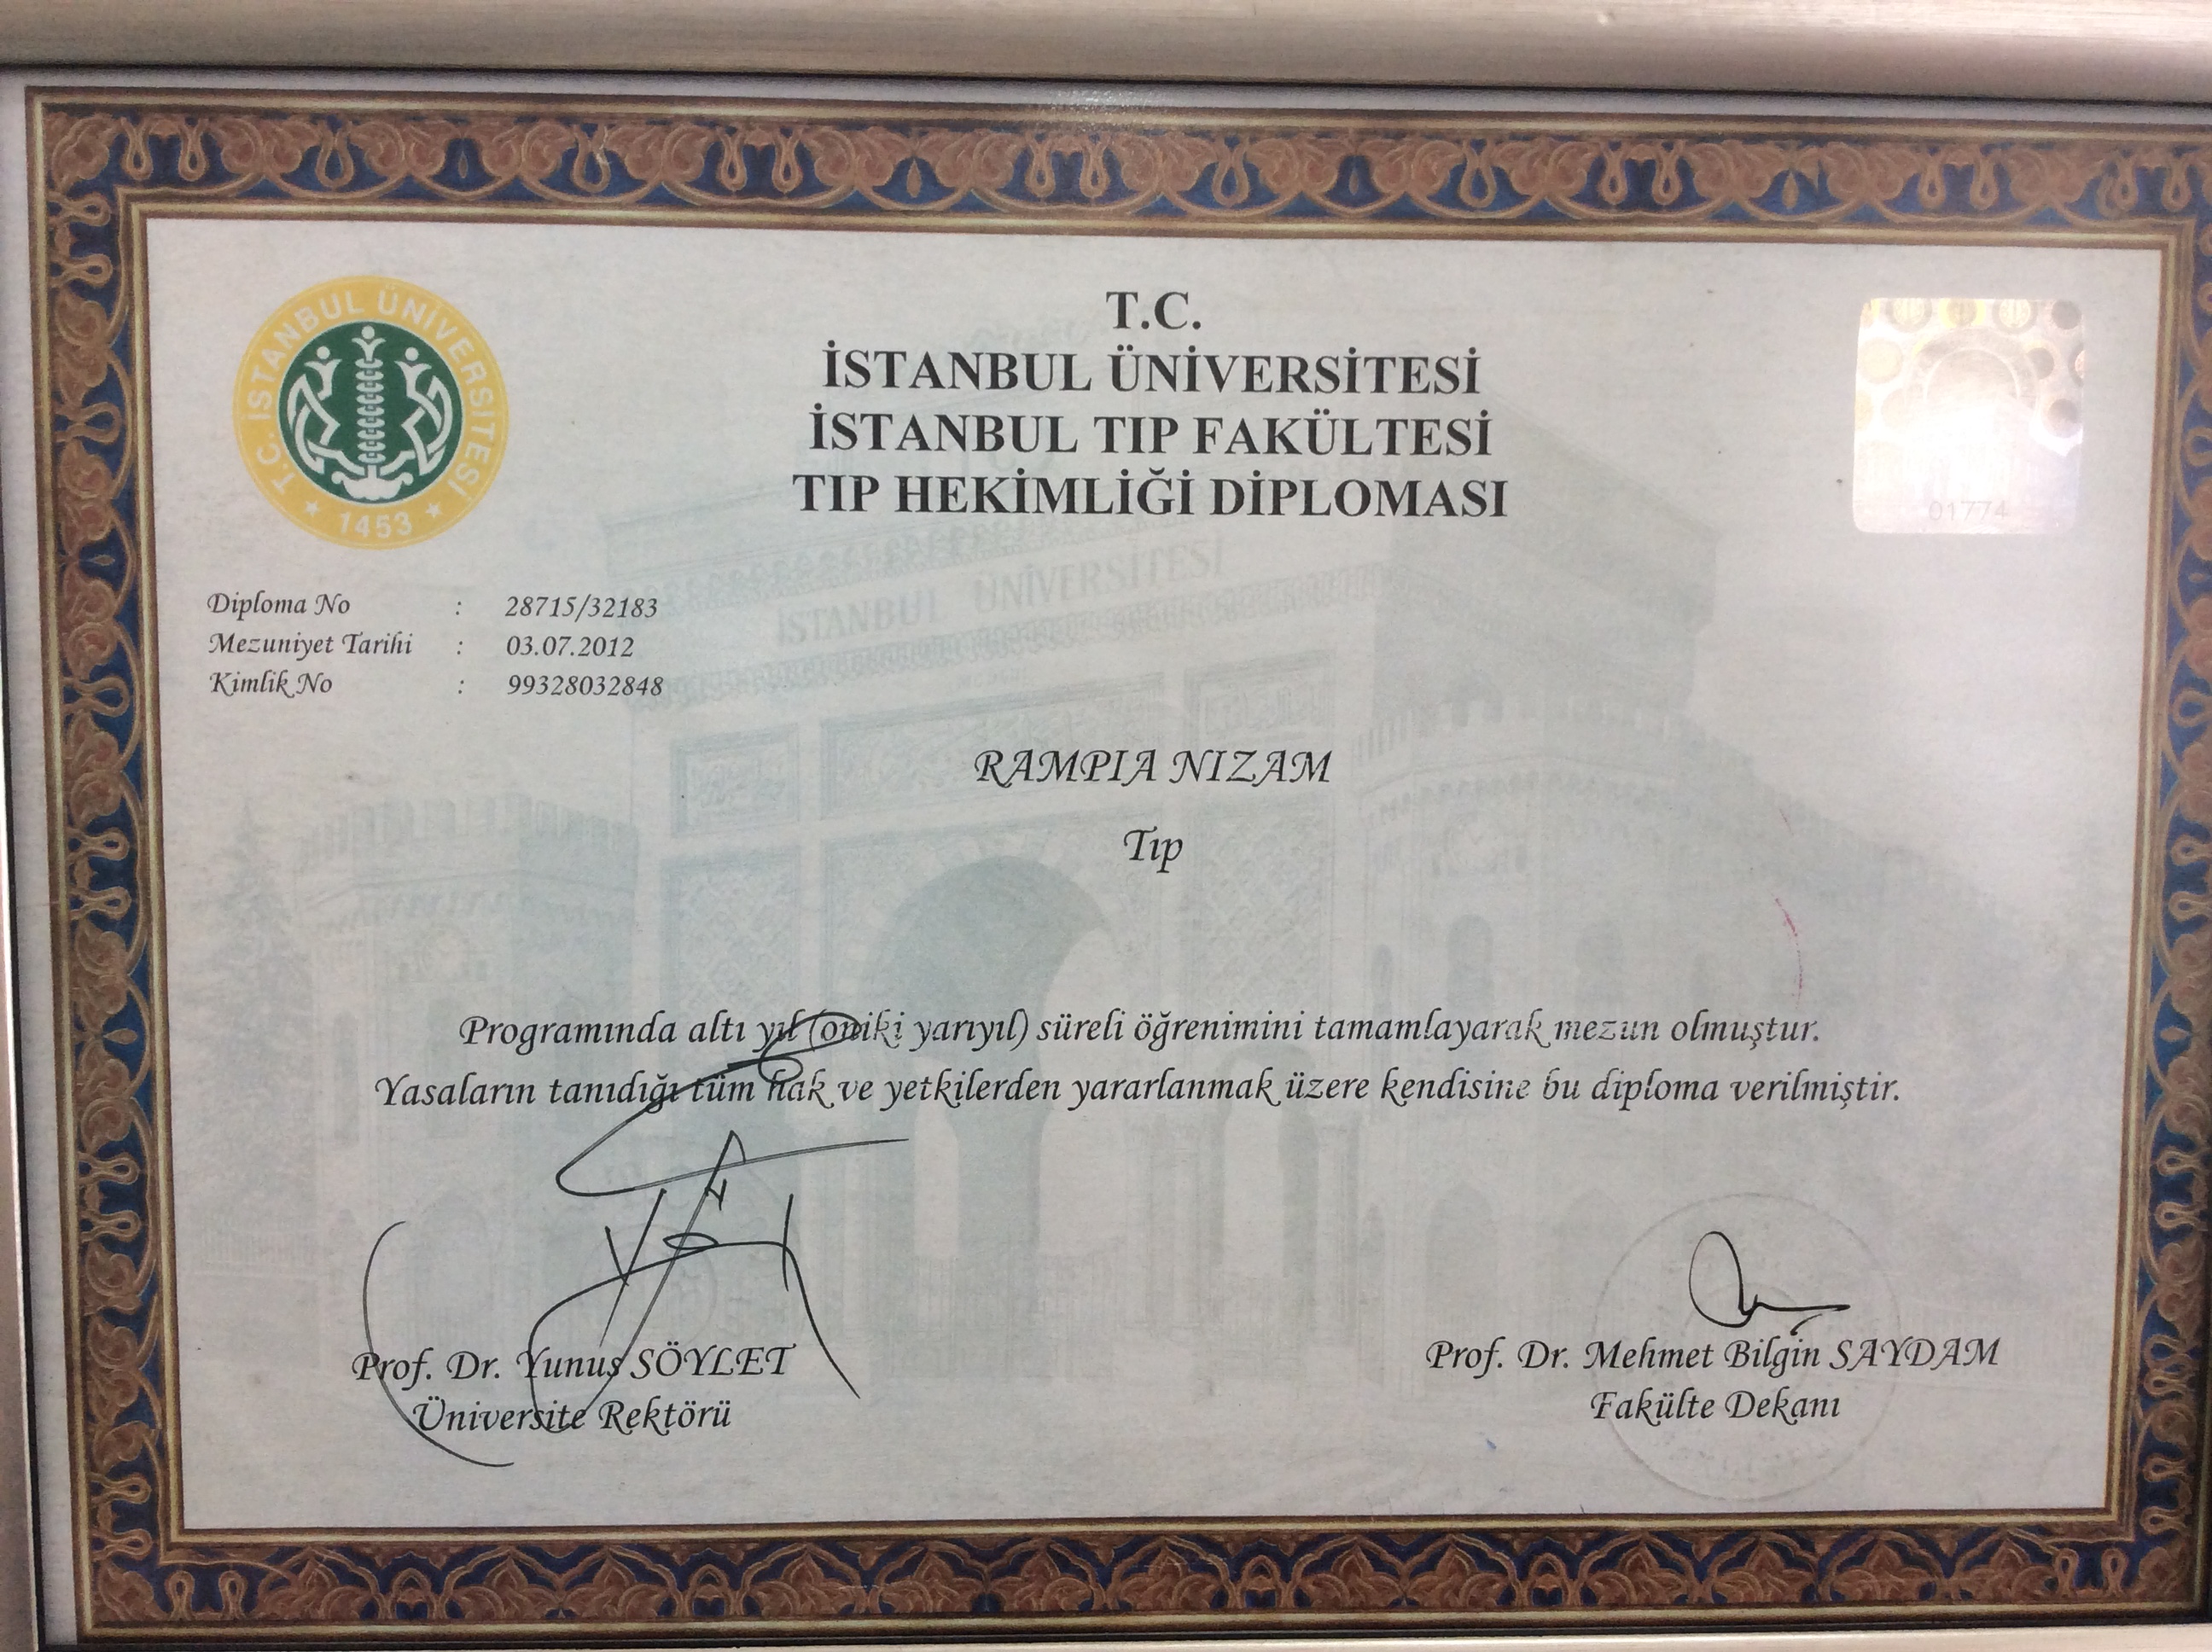 T.C. İSTANBUL ÜNİVERSİTESİ
1453
T.C.
İSTANBUL ÜNİVERSİTESİ
İSTANBUL TIP FAKÜLTESİ
TIP HEKİMLİĞİ DİPLOMASI
01774
Diploma No : 28715/32183
Mezuniyet Tarihi : 03.07.2012
Kimlik No : 99328032848
İSTANBUL ÜNİVERSİTESİ
RAMPIA NIZAM
Tıp
Programında altı yıl (oniki yarıyıl) süreli öğrenimini tamamlayarak mezun olmuştur.
Yasaların tanıdığı tüm hak ve yetkilerden yararlanmak üzere kendisine bu diploma verilmiştir.
Prof. Dr. Yunus SÖYLET
Üniversite Rektörü
Prof. Dr. Mehmet Bilgin SAYDAM
Fakülte Dekanı